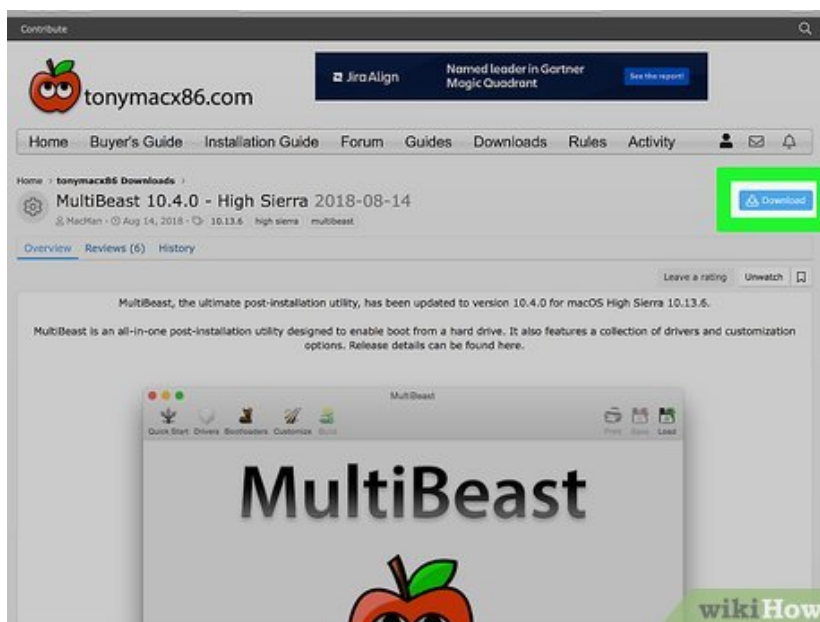 Contribute
tonymacx86.com
Jira Align
Named leader in Gartner
Magic Quadrant
See the report!
Home Buyer's Guide Installation Guide Forum Guides Downloads Rules Activity
Home › tonymacx86 Downloads ›
MultiBeast 10.4.0 - High Sierra 2018-08-14
MacMan - Aug 14, 2018 - 10.13.6 high sierra multibeast
Download
Overview Reviews (6) History
Leave a rating Unwatch
MultiBeast, the ultimate post-installation utility, has been updated to version 10.4.0 for macOS High Sierra 10.13.6.
MultiBeast is an all-in-one post-installation utility designed to enable boot from a hard drive. It also features a collection of drivers and customization
options. Release details can be found here.
MultiBeast
Quick Start Drivers Bootloaders Customize Build
Print Save Load
MultiBeast
wikiHow